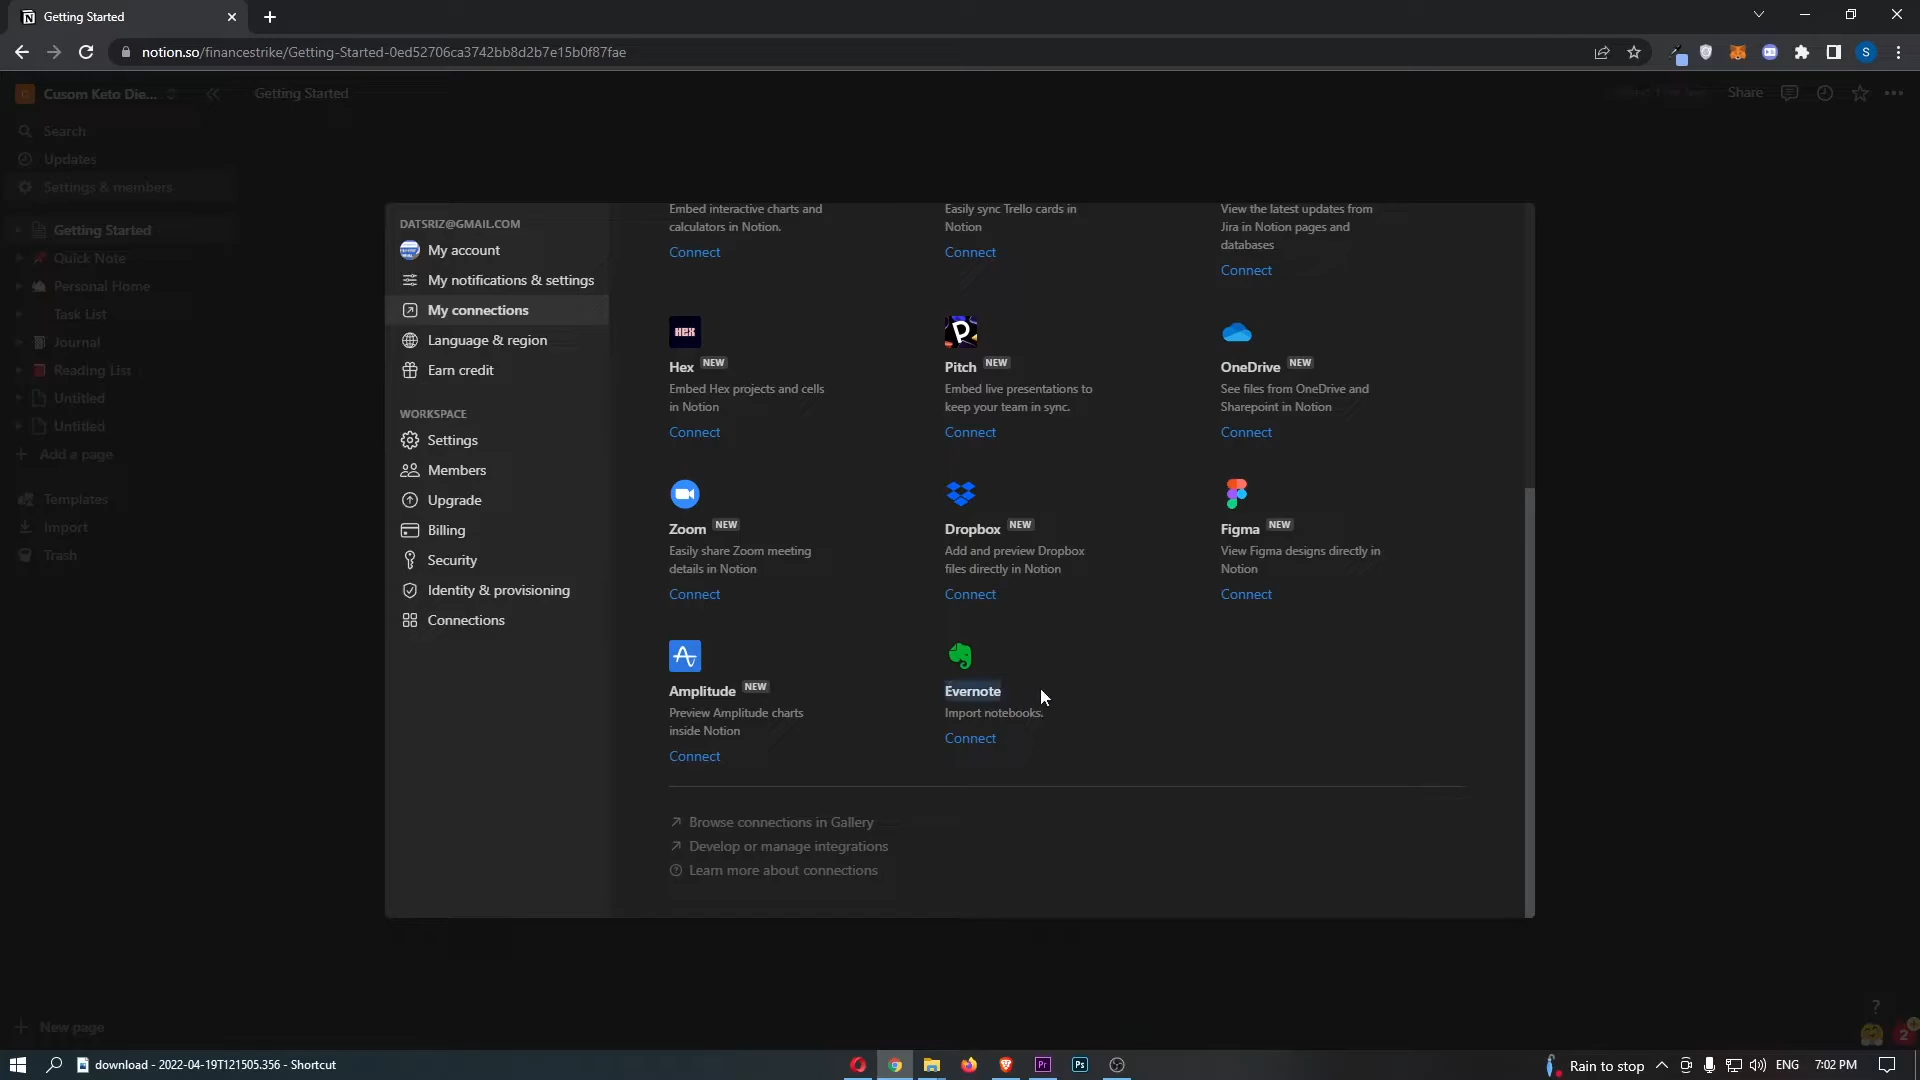 Getting Started
notion.so/financestrike/Getting-Started-0ed52706ca3742bb8d2b7e15b0f87fae
S
C
Cusom Keto Die...
Getting Started
Share
Search
Updates
Settings & members
Getting Started
Quick Note
Personal Home
Task List
Journal
Reading List
Untitled
Untitled
Add a page
Templates
Import
Trash
New page
DATSRIZ@GMAIL.COM
My account
My notifications & settings
My connections
Language & region
Earn credit
WORKSPACE
Settings
Members
Upgrade
Billing
Security
Identity & provisioning
Connections
Embed interactive charts and
calculators in Notion.
Connect
Easily sync Trello cards in
Notion
Connect
View the latest updates from
Jira in Notion pages and
databases
Connect
HEX
Hex NEW
Embed Hex projects and cells
in Notion
Connect
Pitch NEW
Embed live presentations to
keep your team in sync.
Connect
OneDrive NEW
See files from OneDrive and
Sharepoint in Notion
Connect
Zoom NEW
Easily share Zoom meeting
details in Notion
Connect
Dropbox NEW
Add and preview Dropbox
files directly in Notion
Connect
Figma NEW
View Figma designs directly in
Notion
Connect
Amplitude NEW
Preview Amplitude charts
inside Notion
Connect
Evernote
Import notebooks.
Connect
Browse connections in Gallery
Develop or manage integrations
Learn more about connections
?
2
download - 2022-04-19T121505.356 - Shortcut
Pr
Ps
Rain to stop
ENG
7:02 PM